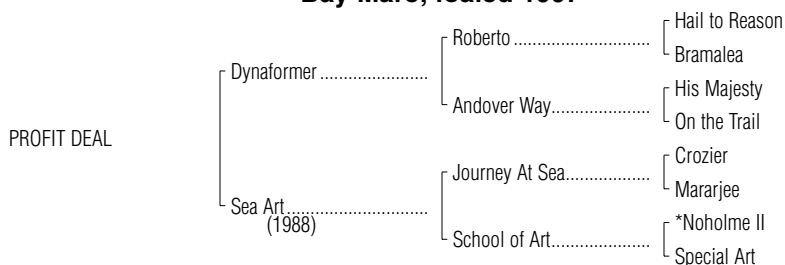 Bay Mare; foaled 1997
Hail to Reason
Roberto
Bramalea
Dynaformer
His Majesty
Andover Way
On the Trail
PROFIT DEAL
Crozier
Journey At Sea
Mararjee
Sea Art
(1988)
*Noholme II
School of Art
Special Art